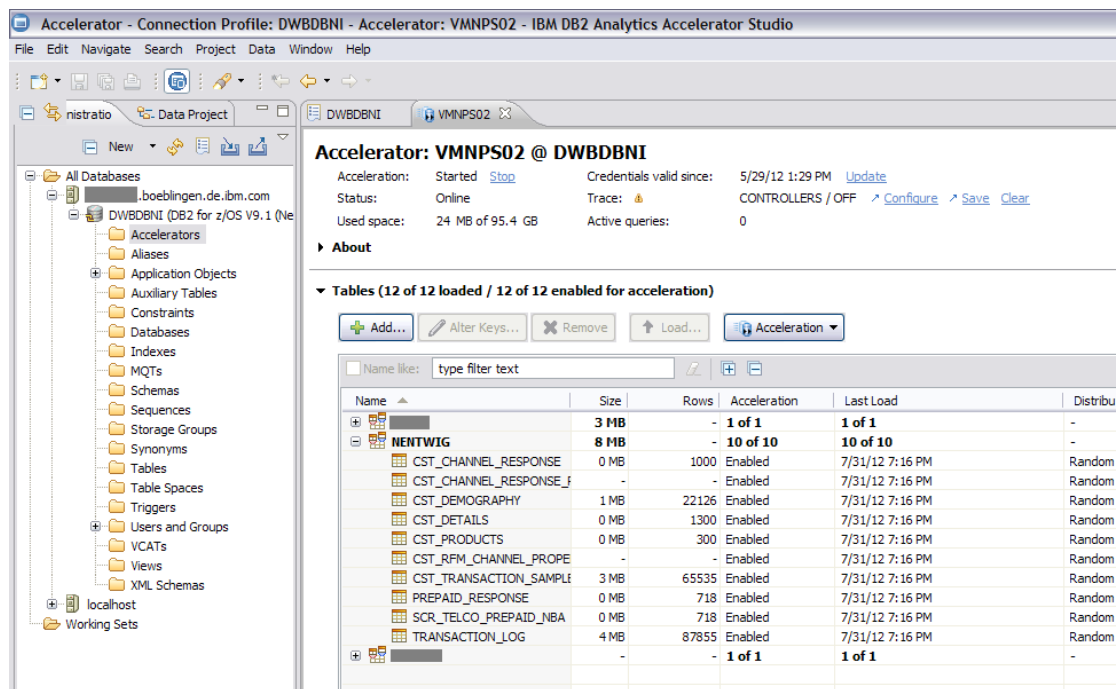 Accelerator - Connection Profile: DWBDBNI - Accelerator: VMNPS02 - IBM DB2 Analytics Accelerator Studio
File Edit Navigate Search Project Data Window Help
nistratio Data Project
New
All Databases
.boeblingen.de.ibm.com
DWBDBNI (DB2 for z/OS V9.1 (Ne
Accelerators
Aliases
Application Objects
Auxiliary Tables
Constraints
Databases
Indexes
MQTs
Schemas
Sequences
Storage Groups
Synonyms
Tables
Table Spaces
Triggers
Users and Groups
VCATs
Views
XML Schemas
localhost
Working Sets
DWBDBNI VMNPS02
Accelerator: VMNPS02 @ DWBDBNI
Acceleration: Started Stop Credentials valid since: 5/29/12 1:29 PM Update
Status: Online Trace: CONTROLLERS / OFF Configure Save Clear
Used space: 24 MB of 95.4 GB Active queries: 0
About
Tables (12 of 12 loaded / 12 of 12 enabled for acceleration)
Add... Alter Keys... Remove Load... Acceleration
Name like: type filter text
Name Size Rows Acceleration Last Load Distribu
3 MB - 1 of 1 1 of 1 -
NENTWIG 8 MB - 10 of 10 10 of 10 -
CST_CHANNEL_RESPONSE 0 MB 1000 Enabled 7/31/12 7:16 PM Random
CST_CHANNEL_RESPONSE_F - - Enabled 7/31/12 7:16 PM Random
CST_DEMOGRAPHY 1 MB 22126 Enabled 7/31/12 7:16 PM Random
CST_DETAILS 0 MB 1300 Enabled 7/31/12 7:16 PM Random
CST_PRODUCTS 0 MB 300 Enabled 7/31/12 7:16 PM Random
CST_RFM_CHANNEL_PROPE - - Enabled 7/31/12 7:16 PM Random
CST_TRANSACTION_SAMPLE 3 MB 65535 Enabled 7/31/12 7:16 PM Random
PREPAID_RESPONSE 0 MB 718 Enabled 7/31/12 7:16 PM Random
SCR_TELCO_PREPAID_NBA 0 MB 718 Enabled 7/31/12 7:16 PM Random
TRANSACTION_LOG 4 MB 87855 Enabled 7/31/12 7:16 PM Random
- - 1 of 1 1 of 1 -